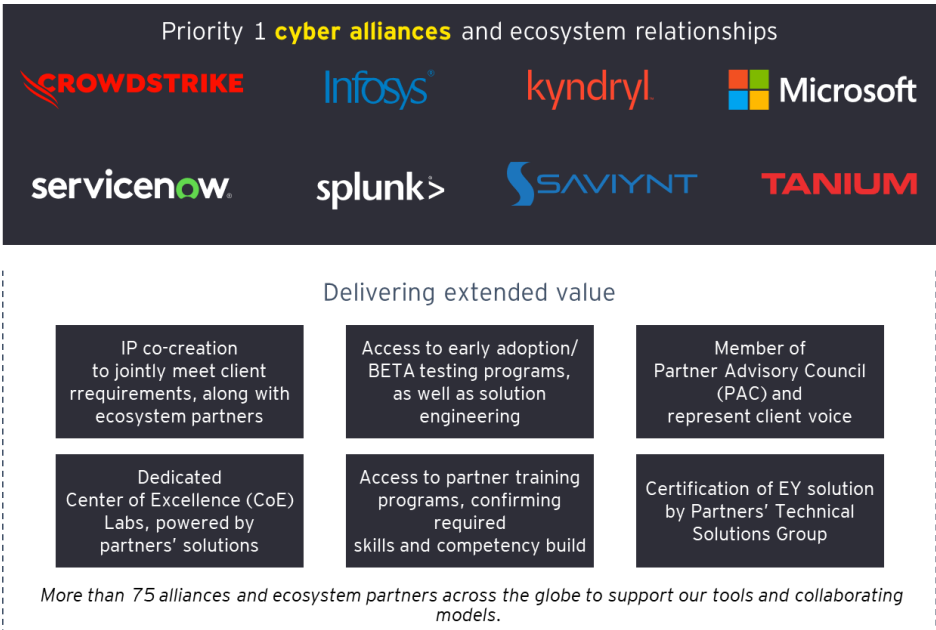 Priority 1 cyber alliances and ecosystem relationships
CROWDSTRIKE
Infosys®
kyndryl
Microsoft
servicenow
splunk>
SAVIYNT
TANIUM
Delivering extended value
IP co-creation
to jointly meet client
rrequirements, along with
ecosystem partners
Access to early adoption/
BETA testing programs,
as well as solution
engineering
Member of
Partner Advisory Council
(PAC) and
represent client voice
Dedicated
Center of Excellence (CoE)
Labs, powered by
partners’ solutions
Access to partner training
programs, confirming
required
skills and competency build
Certification of EY solution
by Partners’ Technical
Solutions Group
More than 75 alliances and ecosystem partners across the globe to support our tools and collaborating
models.